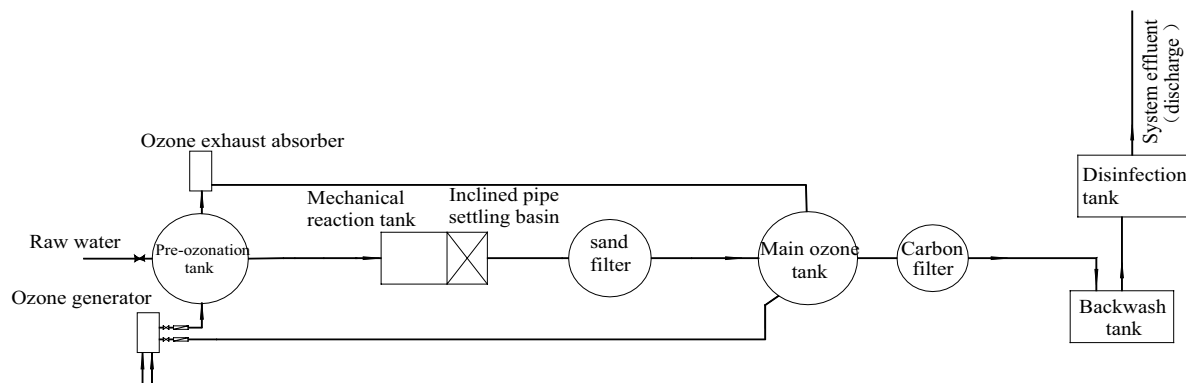 System effluent
（discharge）
Ozone exhaust absorber
Mechanical
reaction tank
Inclined pipe
settling basin
Disinfection
tank
Raw water
Pre-ozonation
tank
sand
filter
Main ozone
tank
Carbon
filter
Ozone generator
Backwash
tank